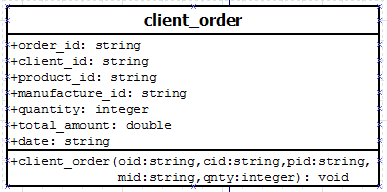 client_order
+order_id: string
+client_id: string
+product_id: string
+manufacture_id: string
+quantity: integer
+total_amount: double
+date: string
+client_order(oid:string,cid:string,pid:string,
mid:string,qnty:integer): void